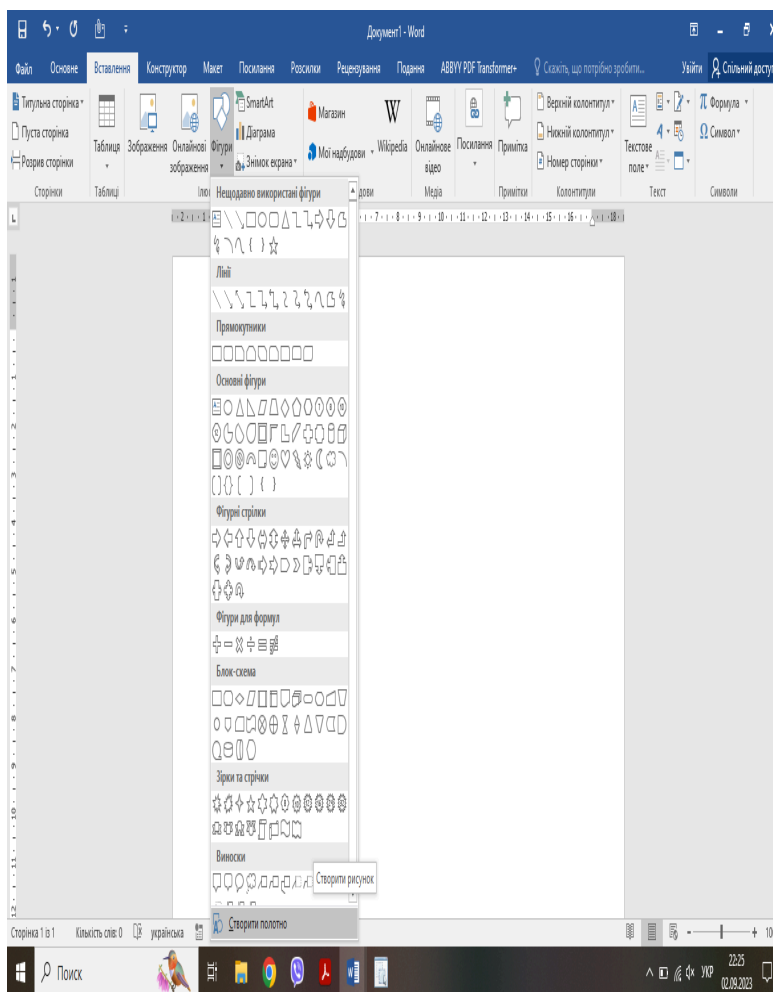 Документ1 - Word
Файл Основне Вставлення Конструктор Макет Посилання Розсилки Рецензування Подання ABBYY PDF Transformer+ Скажіть, що потрібно зробити... Увійти Спільний доступ
Титульна сторінка
Пуста сторінка
Розрив сторінки
Сторінки
Таблиця
Таблиці
Зображення
Онлайнові зображення
Фігури
SmartArt
Діаграма
Знімок екрана
Магазин
Мої надбудови
Wikipedia
Онлайнове відео
Медіа
Посилання
Примітка
Примітки
Верхній колонтитул
Нижній колонтитул
Номер сторінки
Колонтитули
Текстове поле
Текст
Формула
Символ
Символи
Нещодавно використані фігури
Лінії
Прямокутники
Основні фігури
Фігурні стрілки
Фігури для формул
Блок-схема
Зірки та стрічки
Виноски
Створити рисунок
Створити полотно
Сторінка 1 із 1 Кількість слів: 0 українська
Поиск
УКР
22:25
02.09.2023